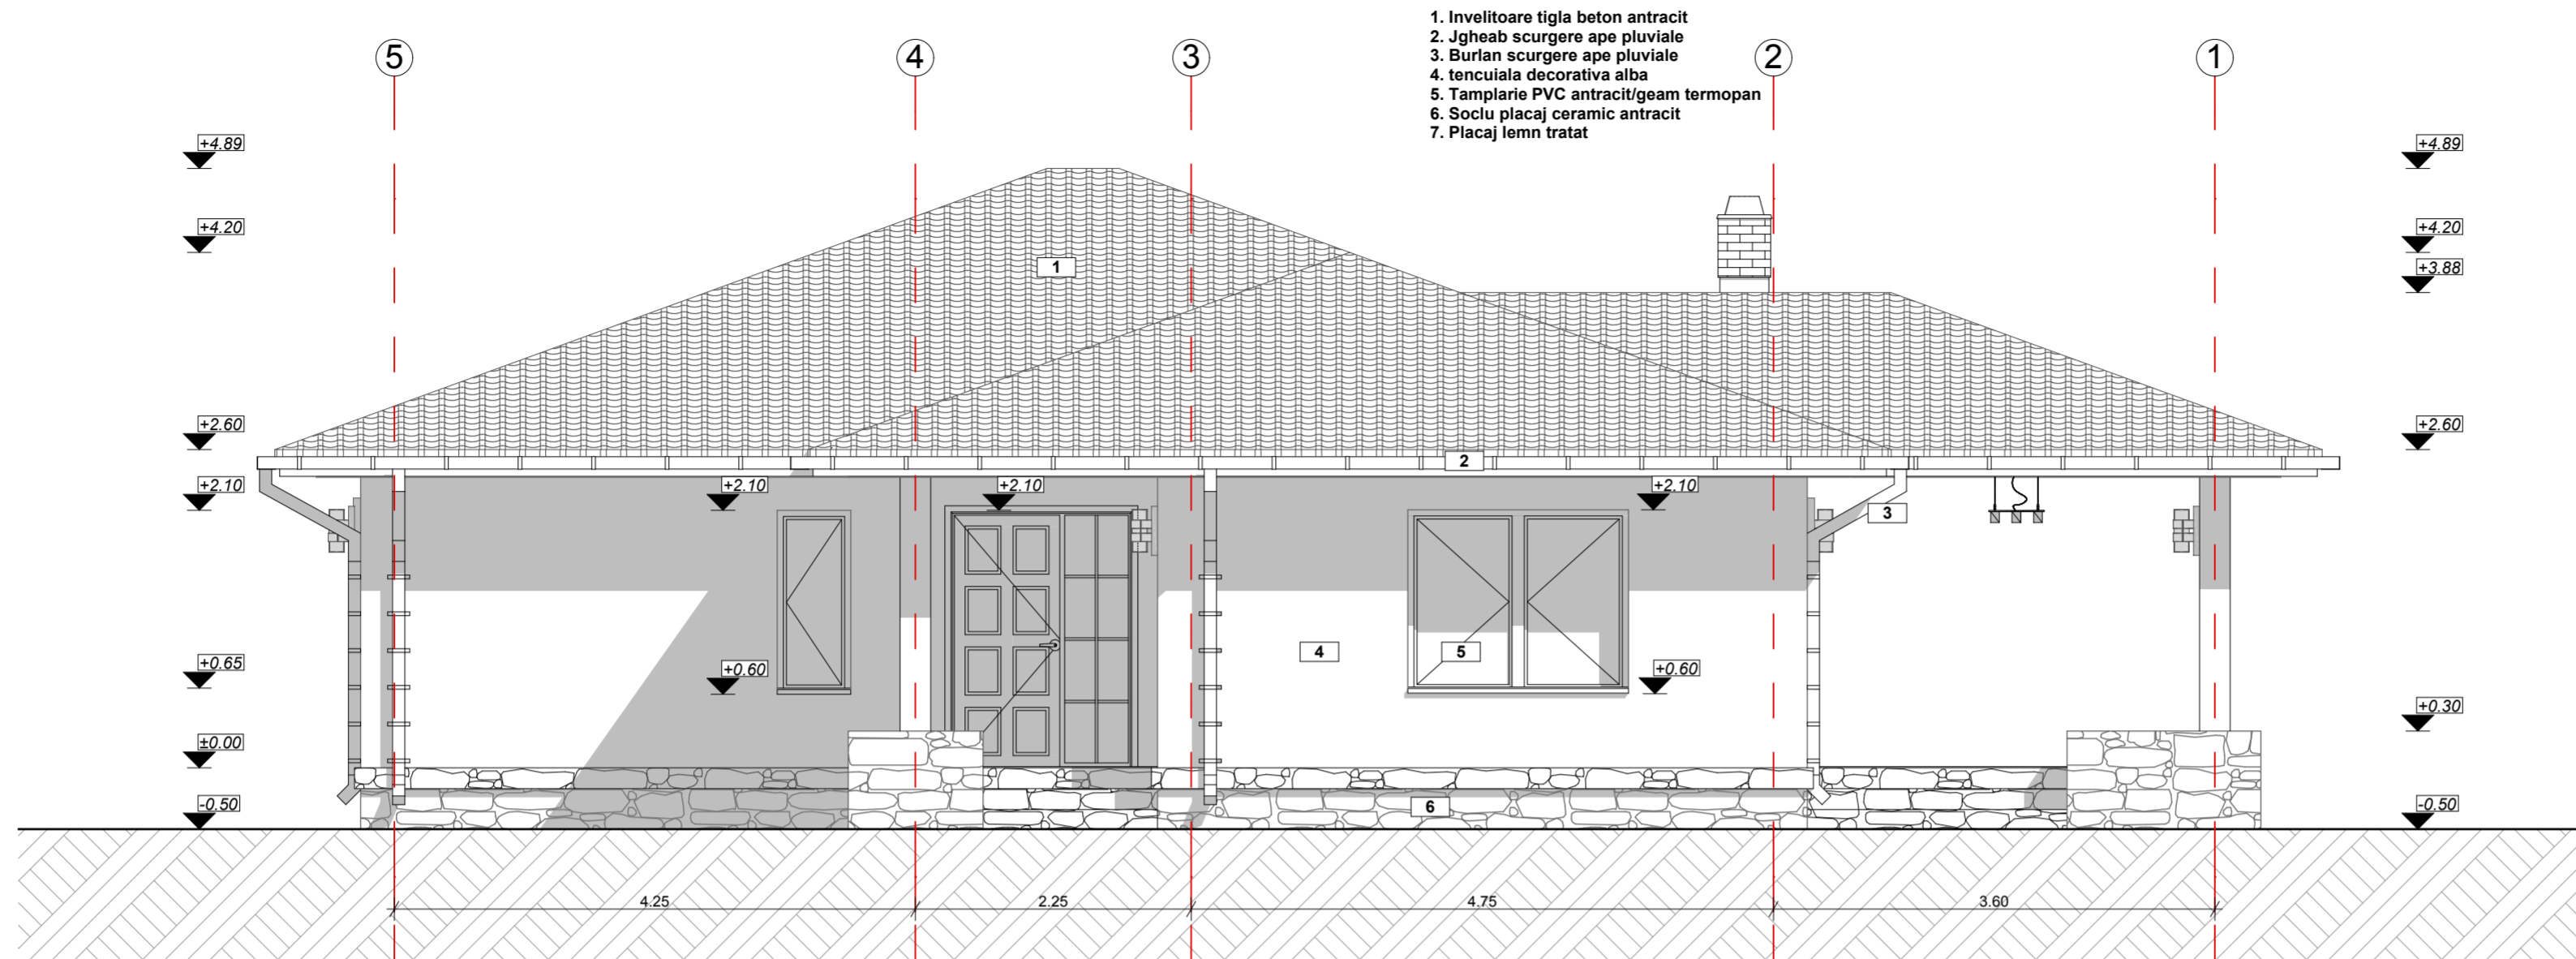 1. Invelitoare tigla beton antracit
2. Jgheab scurgere ape pluviale
3. Burlan scurgere ape pluviale
4. tencuiala decorativa alba
5. Tamplarie PVC antracit/geam termopan
6. Soclu placaj ceramic antracit
7. Placaj lemn tratat
5 4 3 2 1
+4.89 +4.89
+4.20 +4.20
1 +3.88
+2.60 +2.60
2
+2.10 +2.10 +2.10 +2.10
3
4 5
+0.65 +0.60 +0.60
+0.30
±0.00
-0.50 6 -0.50
4.25 2.25 4.75 3.60